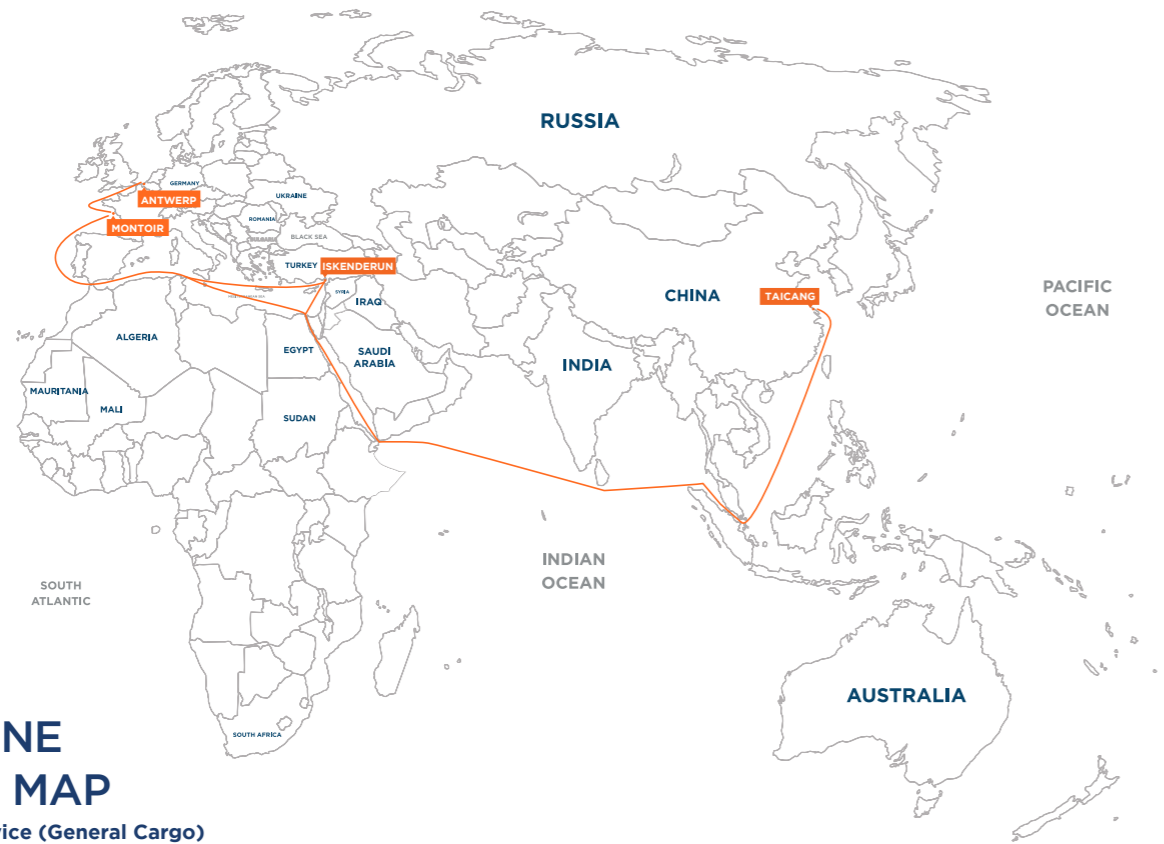 RUSSIA
GERMANY
ANTWERP
UKRAINE
MONTOIR
ROMANIA
BLACK SEA
TURKEY
ISKENDERUN
SYRIA
IRAQ
CHINA
TAICANG
PACIFIC
OCEAN
ALGERIA
EGYPT
SAUDI
ARABIA
INDIA
MAURITANIA
MALI
SUDAN
INDIAN
OCEAN
SOUTH
ATLANTIC
AUSTRALIA
SOUTH AFRICA
NE
MAP
vice (General Cargo)